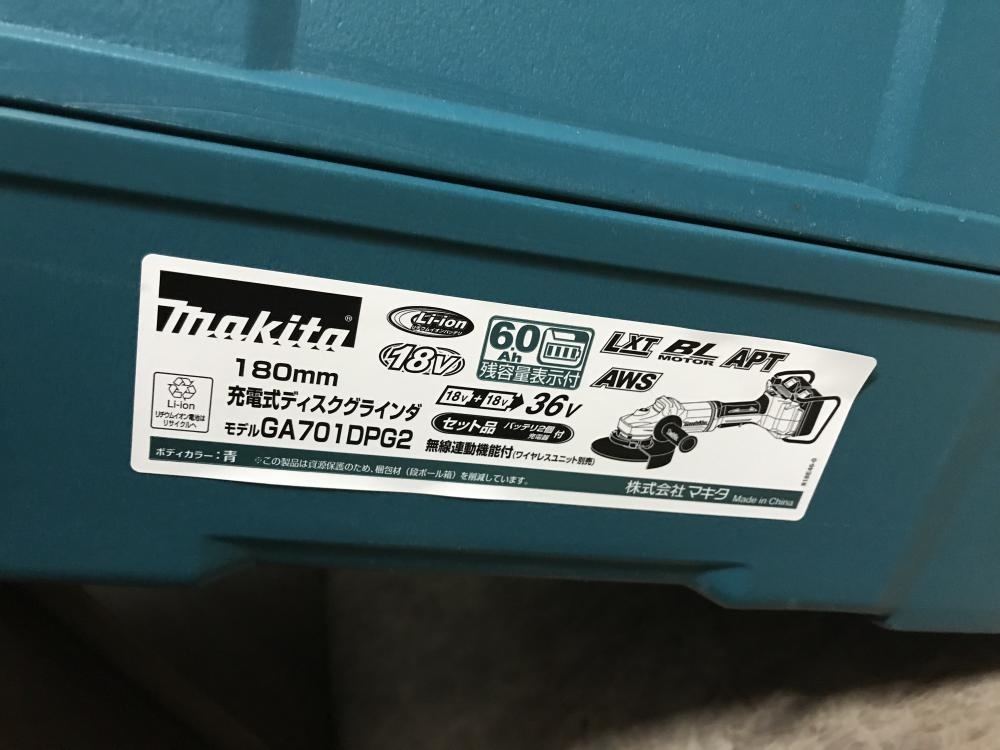 makita®
Li-ion
リチウムイオンバッテリ
18V
6.0
Ah
残容量表示付
LXT BL MOTOR APT
AWS
180mm
充電式ディスクグラインダ
モデルGA701DPG2
Li-ion
リチウムイオン電池は
リサイクルへ
18V+18V 36V
セット品 バッテリ2個 充電器 付
無線連動機能付(ワイヤレスユニット別売)
makita
ボディカラー:青
※この製品は資源保護のため、梱包材(段ボール箱)を削減しています。
株式会社マキタ Made in China
818E46-0